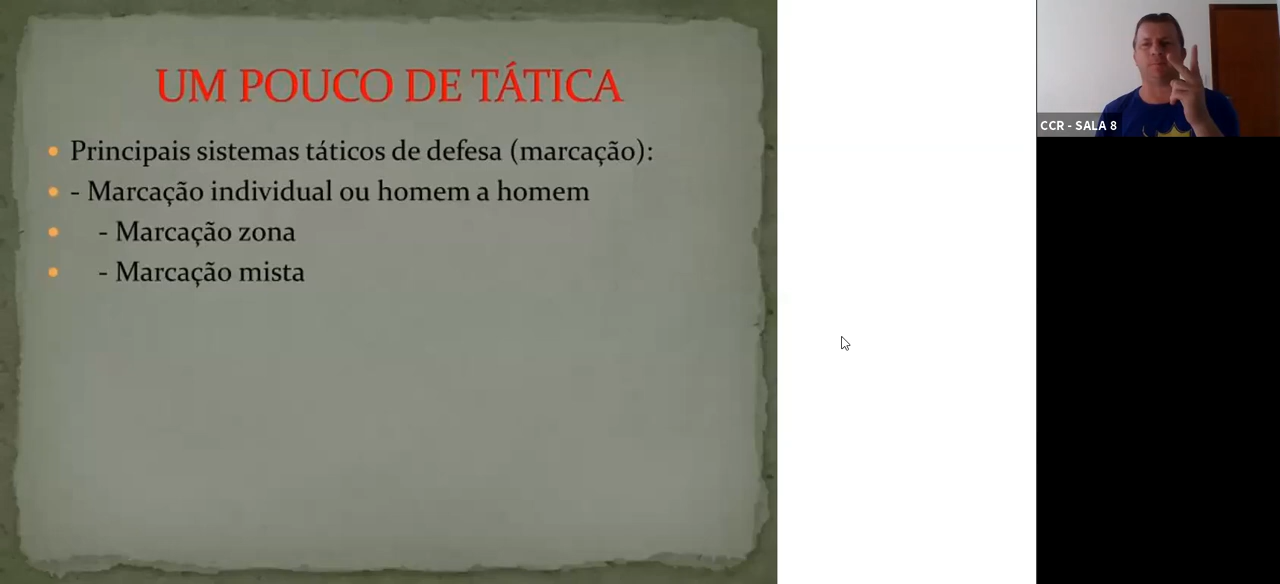 UM POUCO DE TÁTICA
Principais sistemas táticos de defesa (marcação):
- Marcação individual ou homem a homem
- Marcação zona
- Marcação mista
CCR - SALA 8